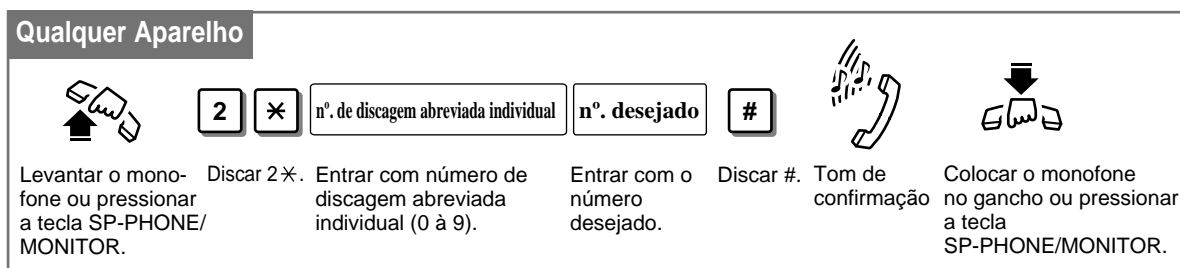 Qualquer Aparelho
2 ✳ nº. de discagem abreviada individual nº. desejado #
Levantar o mono-
fone ou pressionar
a tecla SP-PHONE/
MONITOR.
Discar 2✳.
Entrar com número de
discagem abreviada
individual (0 à 9).
Entrar com o
número
desejado.
Discar #.
Tom de
confirmação
Colocar o monofone
no gancho ou pressionar
a tecla
SP-PHONE/MONITOR.